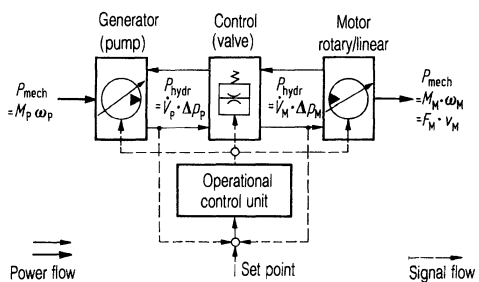 Generator
(pump)
Control
(valve)
Motor
rotary/linear
P_mech
= M_P ω_P
P_hydr
= V̇_P · Δp_P
P_hydr
= V̇_M · Δp_M
P_mech
= M_M · ω_M
= F_M · v_M
Operational
control unit
Set point
Power flow
Signal flow